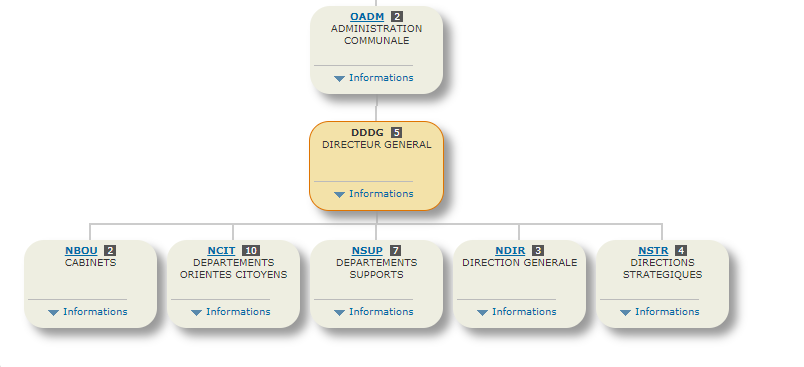 OADM 2
ADMINISTRATION
COMMUNALE
Informations
DDDG 5
DIRECTEUR GENERAL
Informations
NBOU 2
CABINETS
Informations
NCIT 10
DEPARTEMENTS
ORIENTES CITOYENS
Informations
NSUP 7
DEPARTEMENTS
SUPPORTS
Informations
NDIR 3
DIRECTION GENERALE
Informations
NSTR 4
DIRECTIONS
STRATEGIQUES
Informations